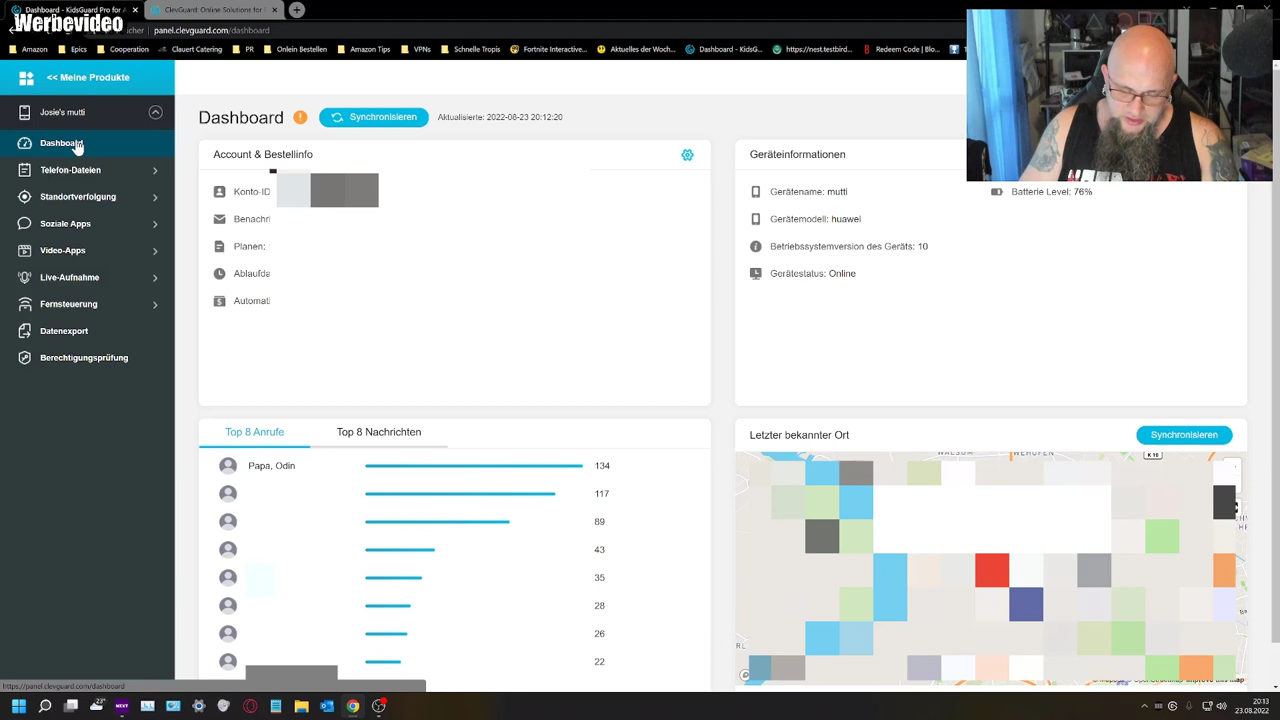 Dashboard - KidsGuard Pro for A
ClevGuard: Online Solutions for
Werbevideo
panel.clevguard.com/dashboard
Amazon
Epics
Cooperation
Clauert Catering
PR
Onlein Bestellen
Amazon Tips
VPNs
Schnelle Tropis
Fortnite Interactive...
Aktuelles der Woch...
Dashboard - KidsG...
https://nest.testbird...
Redeem Code | Blo...
<< Meine Produkte
Josie's mutti
Dashboard
Telefon-Dateien
Standortverfolgung
Soziale Apps
Video-Apps
Live-Aufnahme
Fernsteuerung
Datenexport
Berechtigungsprüfung
Dashboard
Synchronisieren
Aktualisierte: 2022-08-23 20:12:20
Account & Bestellinfo
Konto-ID
Benachri
Planen:
Ablaufda
Automati
Geräteinformationen
Gerätename: mutti
Batterie Level: 76%
Gerätemodell: huawei
Betriebssystemversion des Geräts: 10
Gerätestatus: Online
Top 8 Anrufe
Top 8 Nachrichten
Papa, Odin
134
117
89
43
35
28
26
22
Letzter bekannter Ort
Synchronisieren
WALSUM
WEHOFEN
K 10
https://panel.clevguard.com/dashboard
23°
NEXT
20:13
23.08.2022